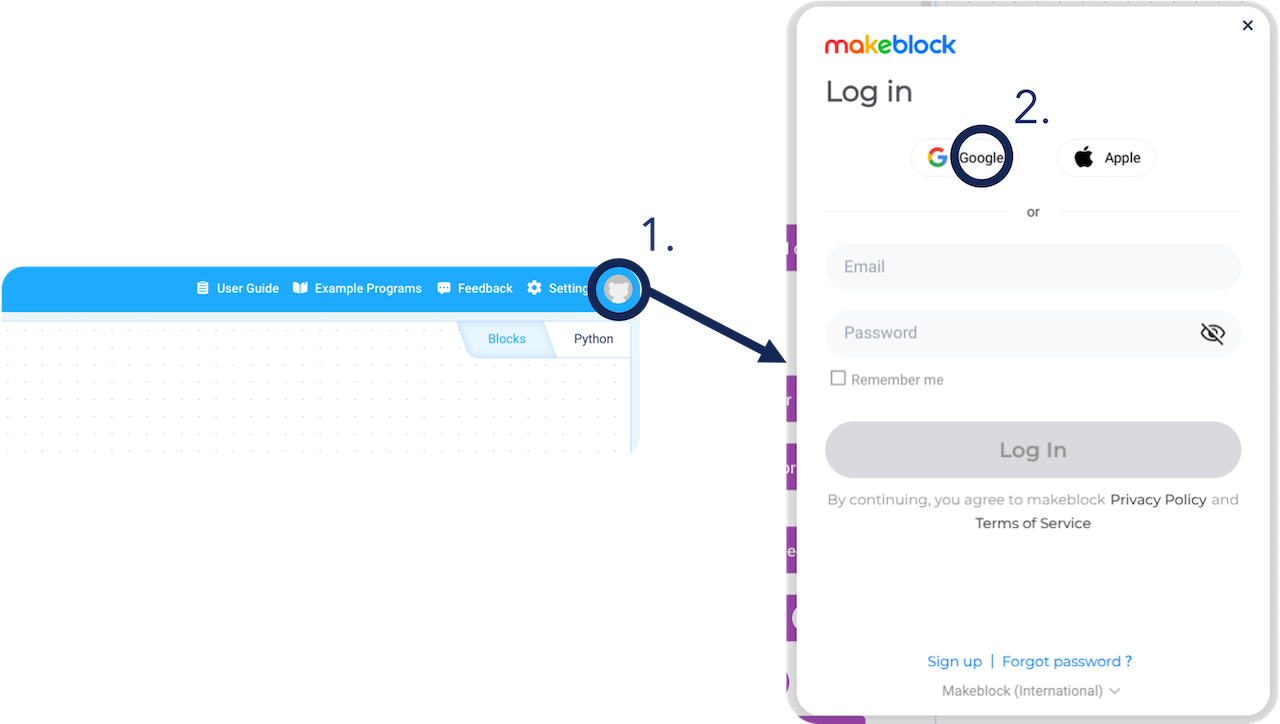 1.
User Guide Example Programs Feedback Setting
Blocks Python
makeblock
Log in
2.
Google Apple
or
Email
Password
Remember me
Log In
By continuing, you agree to makeblock Privacy Policy and
Terms of Service
Sign up | Forgot password ?
Makeblock (International)